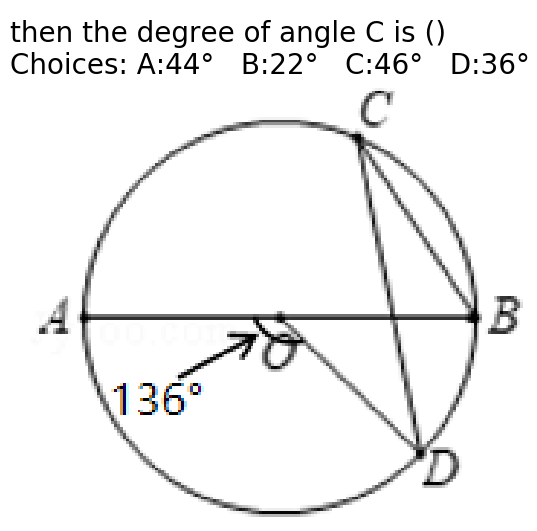 then the degree of angle C is ()
Choices: A:44° B:22° C:46° D:36°
C
A
B
O
136°
D